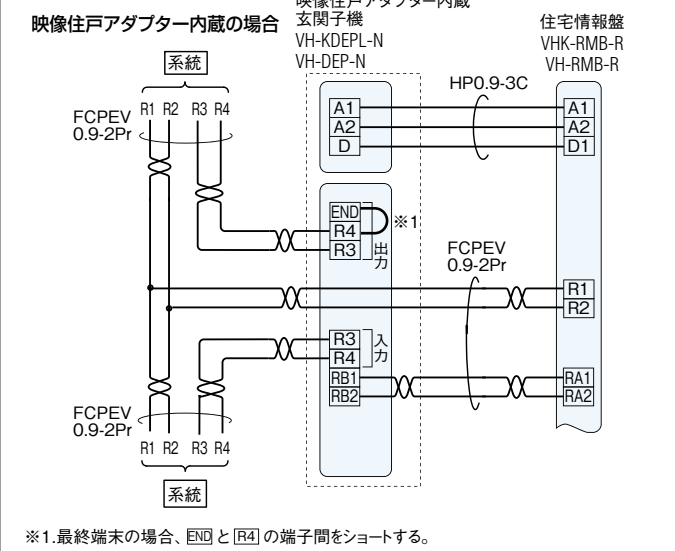 映像住戸アダプター内蔵の場合
映像住戸アダプター内蔵
玄関子機
VH-KDEPL-N
VH-DEP-N
住宅情報盤
VHK-RMB-R
VH-RMB-R
系統
R1 R2 R3 R4
FCPEV
0.9-2Pr
HP0.9-3C
A1
A2
D
A1
A2
D1
END
R4
R3
出力
※1
FCPEV
0.9-2Pr
R1
R2
R3
R4
入力
RB1
RB2
RA1
RA2
FCPEV
0.9-2Pr
R1 R2 R3 R4
系統
※1.最終端末の場合、ENDとR4の端子間をショートする。